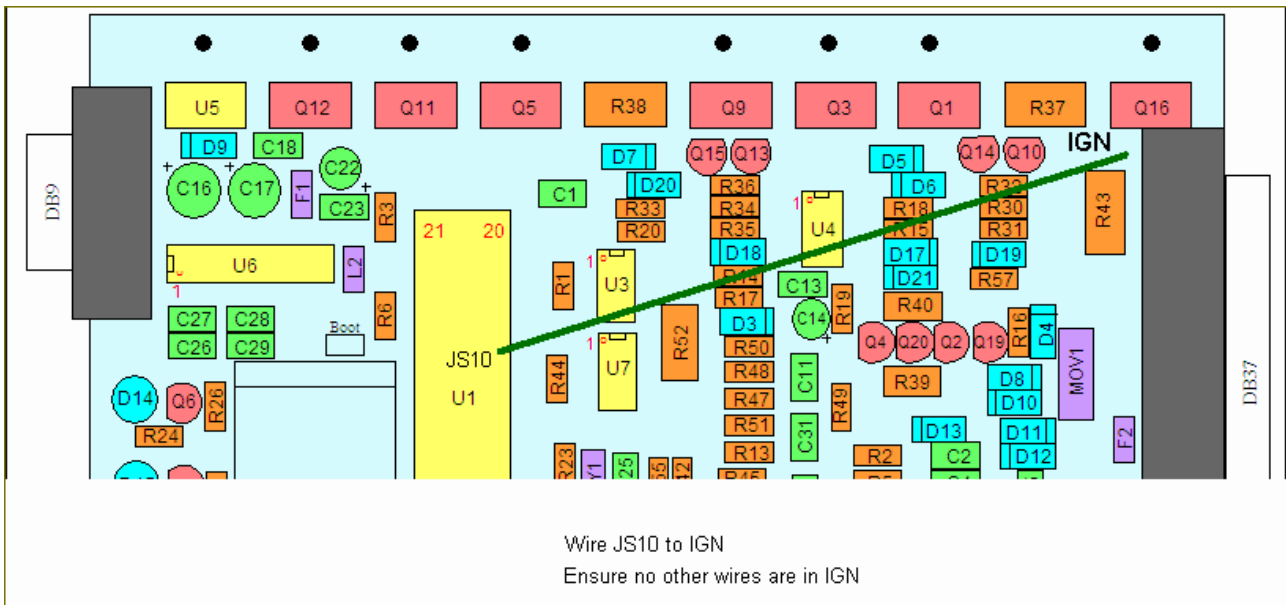 U5 Q12 Q11 Q5 R38 Q9 Q3 Q1 R37 Q16
IGN
D9 C18 D7 Q15 Q13 D5 Q14 Q10
+ + C22 +
C16 C17 F1 C23 R3 C1 D20 R36 D6 R32
R33 R34 R18 R30 R43
R20 R35 1 U4 R15 R31
21 20
DB9
U6 1 L2 R1 1 U3 D18 D17 D19
R14 C13 D21 R57
R17 R19 R40
C27 C28 R6 Boot R52 D3 C14 + R16 D4
C26 C29 JS10 1 U7 R50 Q4 Q20 Q2 Q19
U1 R44 R48 C11 R39 D8 MOV1 DB37
D14 Q6 R26 R47 R49 D10
R24 R51 C31 D13 D11 F2
R23 Y1 R13 R2 C2 D12
Wire JS10 to IGN
Ensure no other wires are in IGN